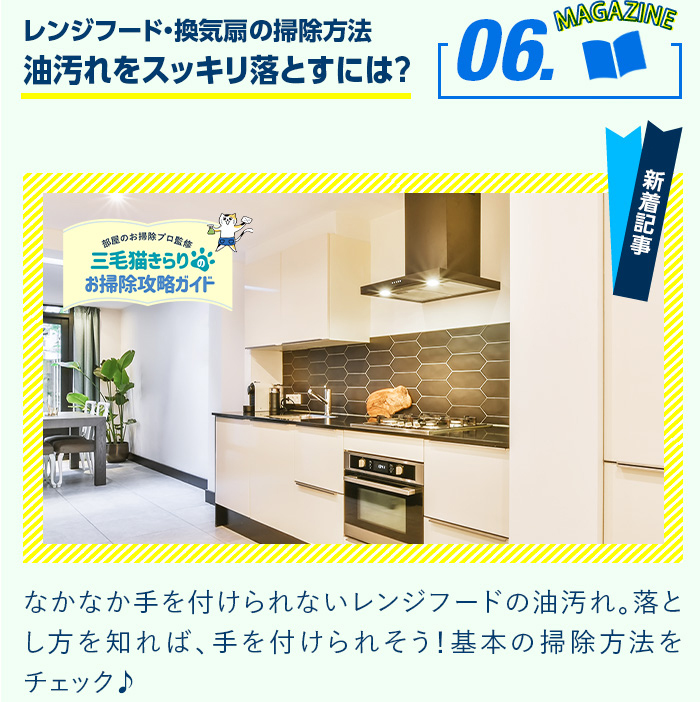 レンジフード・換気扇の掃除方法
油汚れをスッキリ落とすには?
MAGAZINE
06.
新着記事
部屋のお掃除プロ監修
三毛猫きらりの
お掃除攻略ガイド
なかなか手を付けられないレンジフードの油汚れ。落と
し方を知れば、手を付けられそう!基本の掃除方法を
チェック♪